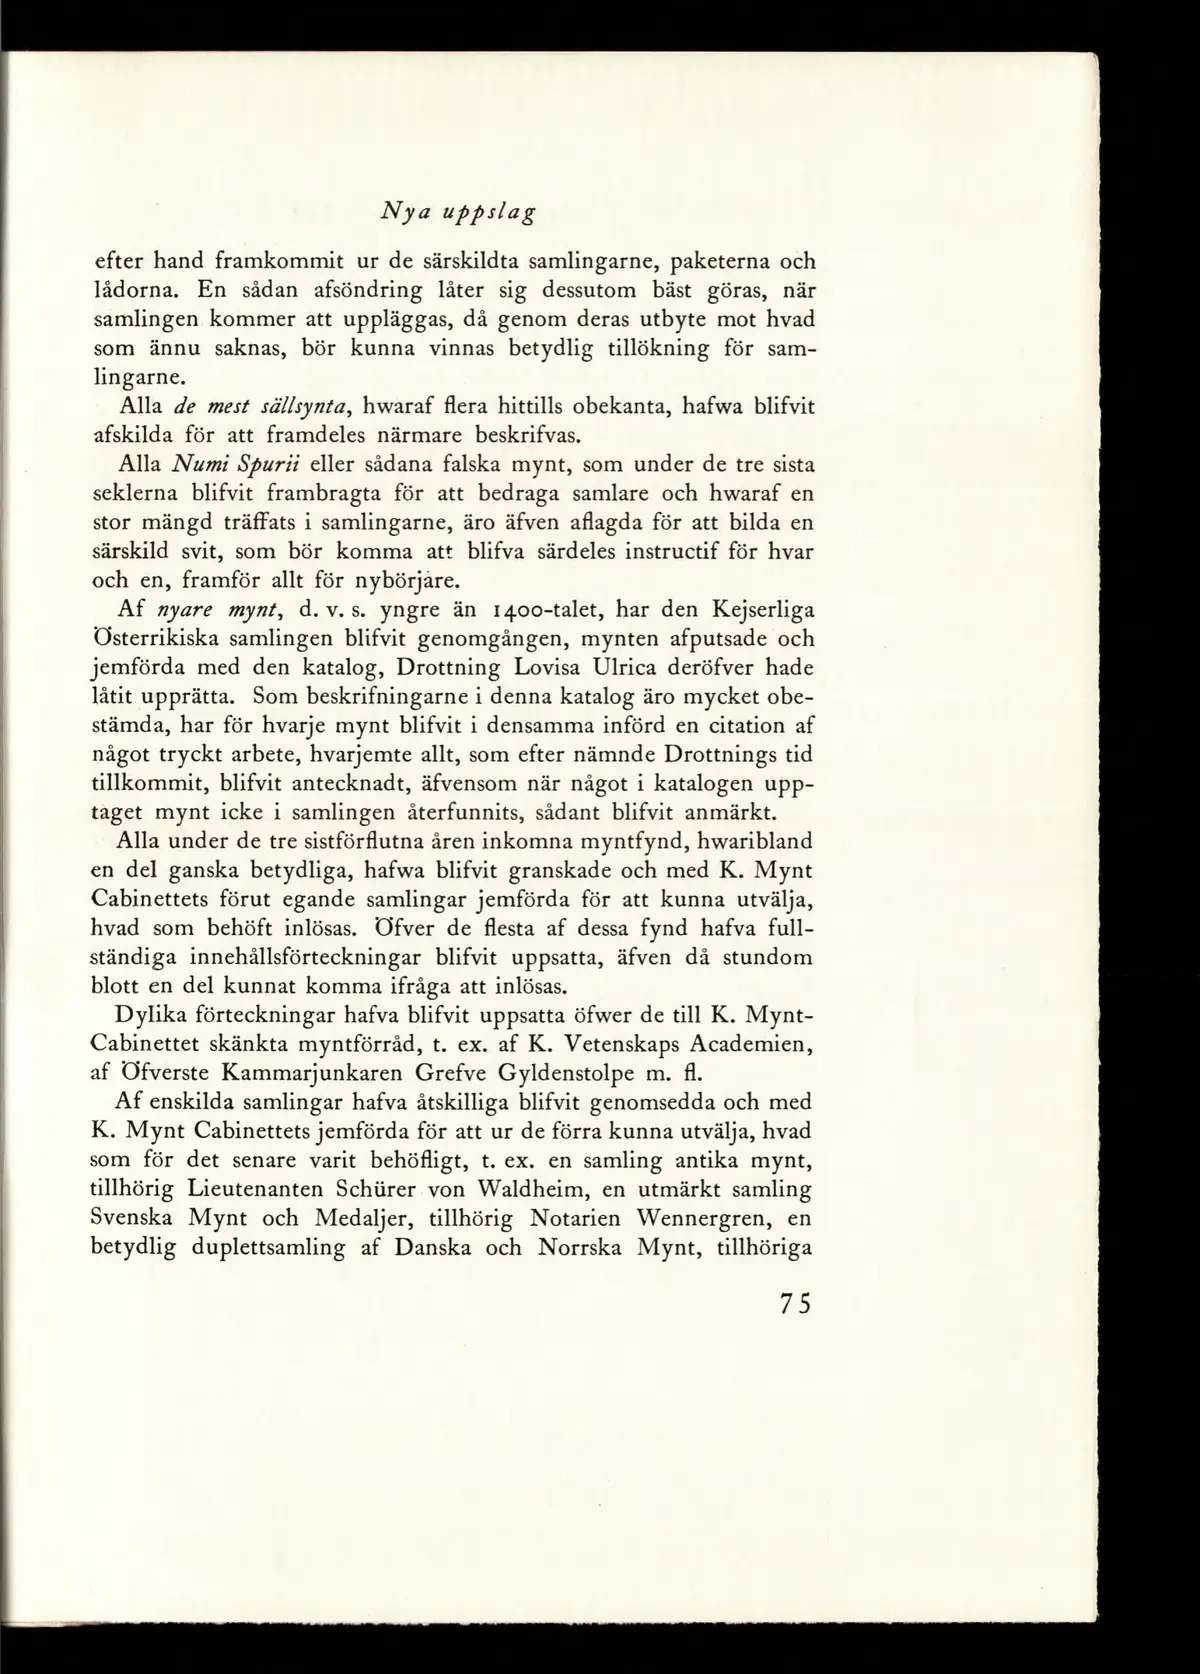 Nya uppslag
efter hand framkommit ur de särskildta samlingarne, paketerna och
lådorna. En sådan afsöndring låter sig dessutom bäst göras, när
samlingen kommer att uppläggas, då genom deras utbyte mot hvad
som ännu saknas, bör kunna vinnas betydlig tillökning för sam-
lingarne.
Alla de mest sällsynta, hwaraf flera hittills obekanta, hafwa blifvit
afskilda för att framdeles närmare beskrifvas.
Alla Numi Spurii eller sådana falska mynt, som under de tre sista
seklerna blifvit frambragta för att bedraga samlare och hwaraf en
stor mängd träffats i samlingarne, äro äfven aflagda för att bilda en
särskild svit, som bör komma att blifva särdeles instructif för hvar
och en, framför allt för nybörjare.
Af nyare mynt, d. v. s. yngre än 1400-talet, har den Kejserliga
Österrikiska samlingen blifvit genomgången, mynten afputsade och
jemförda med den katalog, Drottning Lovisa Ulrica deröfver hade
låtit upprätta. Som beskrifningarne i denna katalog äro mycket obe-
stämda, har för hvarje mynt blifvit i densamma införd en citation af
något tryckt arbete, hvarjemte allt, som efter nämnde Drottnings tid
tillkommit, blifvit antecknadt, äfvensom när något i katalogen upp-
taget mynt icke i samlingen återfunnits, sådant blifvit anmärkt.
Alla under de tre sistförflutna åren inkomna myntfynd, hwaribland
en del ganska betydliga, hafwa blifvit granskade och med K. Mynt
Cabinettets förut egande samlingar jemförda för att kunna utvälja,
hvad som behöft inlösas. Öfver de flesta af dessa fynd hafva full-
ständiga innehållsförteckningar blifvit uppsatta, äfven då stundom
blott en del kunnat komma ifråga att inlösas.
Dylika förteckningar hafva blifvit uppsatta öfwer de till K. Mynt-
Cabinettet skänkta myntförråd, t. ex. af K. Vetenskaps Academien,
af Öfverste Kammarjunkaren Grefve Gyldenstolpe m. fl.
Af enskilda samlingar hafva åtskilliga blifvit genomsedda och med
K. Mynt Cabinettets jemförda för att ur de förra kunna utvälja, hvad
som för det senare varit behöfligt, t. ex. en samling antika mynt,
tillhörig Lieutenanten Schürer von Waldheim, en utmärkt samling
Svenska Mynt och Medaljer, tillhörig Notarien Wennergren, en
betydlig duplettsamling af Danska och Norrska Mynt, tillhöriga
75